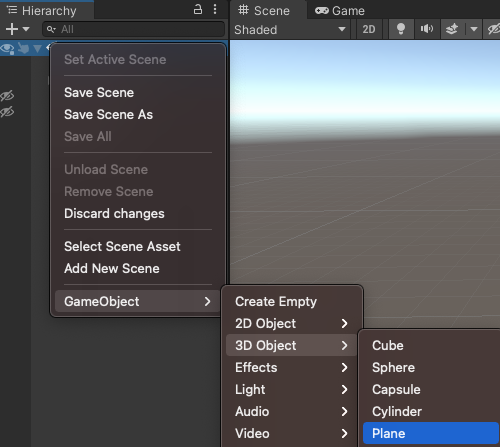 Hierarchy
Scene
Game
All
Shaded
2D
Set Active Scene
Save Scene
Save Scene As
Save All
Unload Scene
Remove Scene
Discard changes
Select Scene Asset
Add New Scene
GameObject
Create Empty
2D Object
3D Object
Effects
Light
Audio
Video
Cube
Sphere
Capsule
Cylinder
Plane